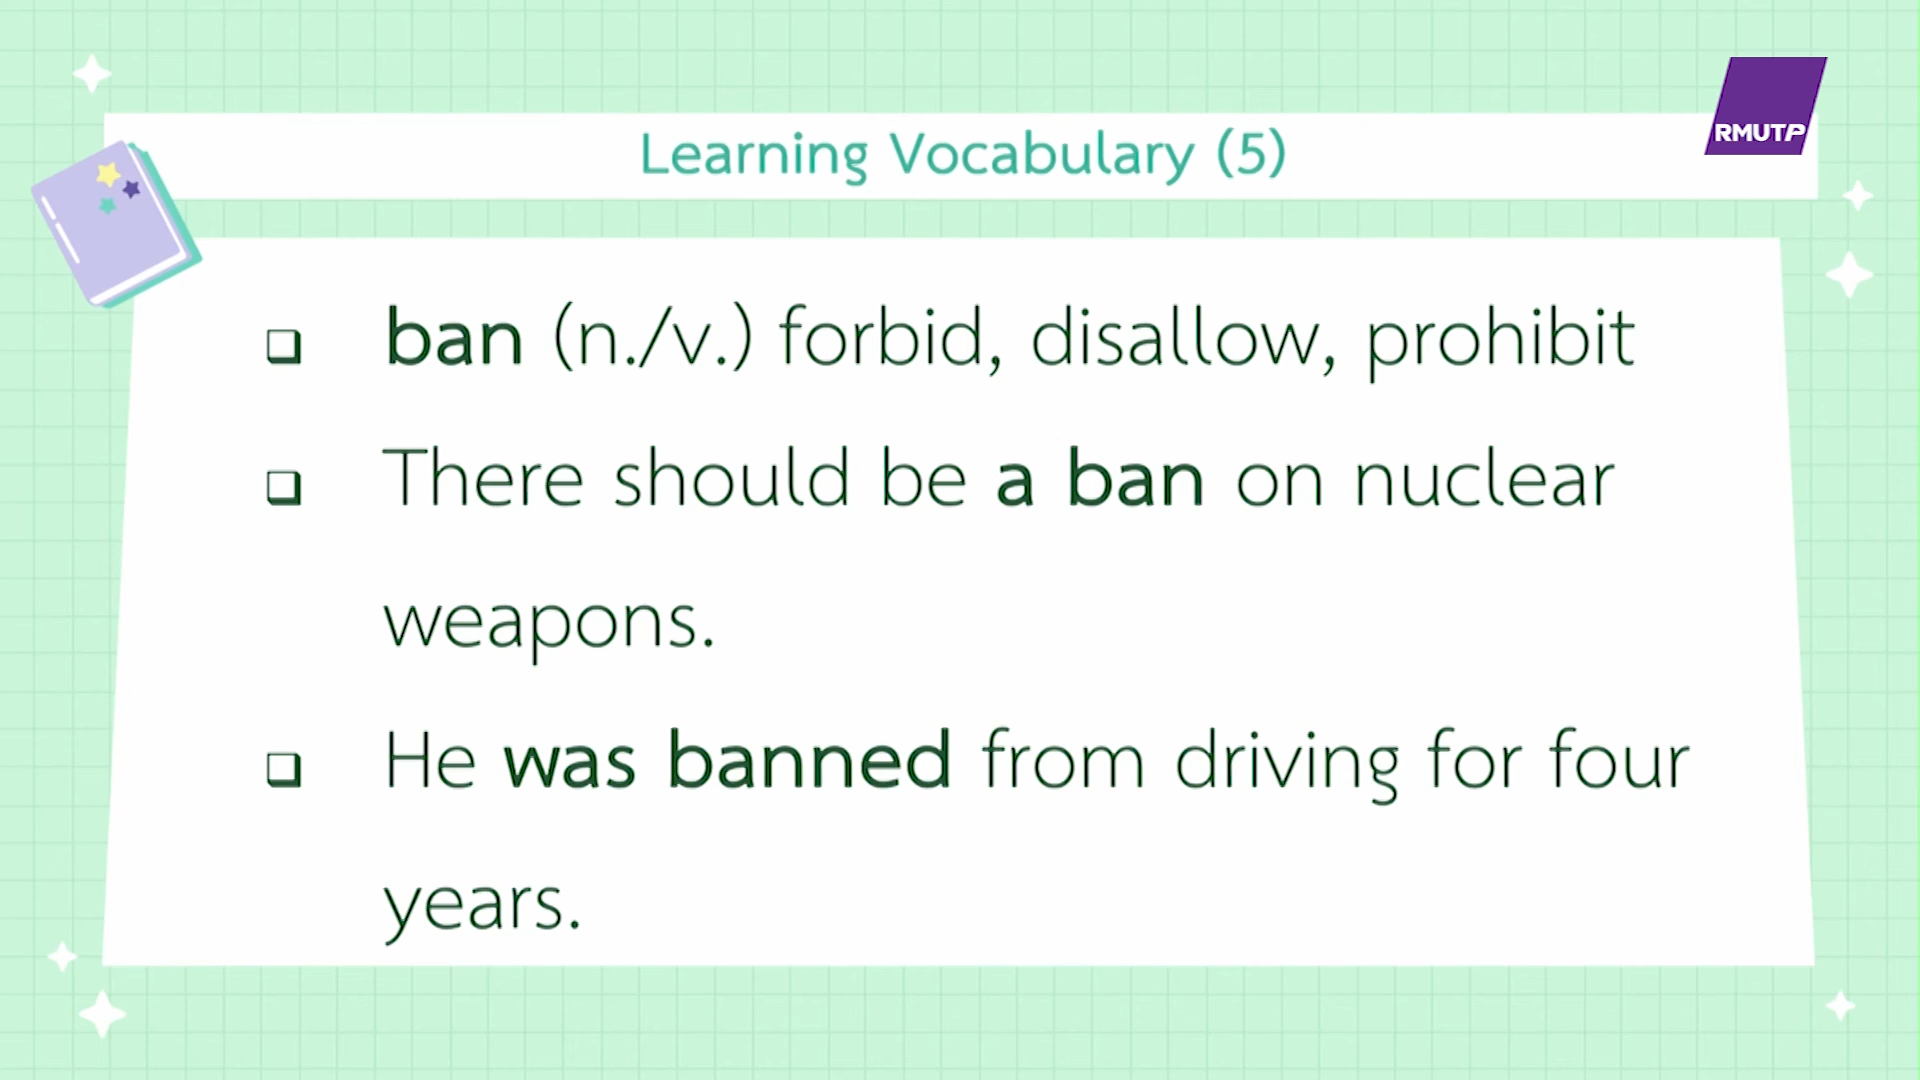 RMUTP
Learning Vocabulary (5)
ban (n./v.) forbid, disallow, prohibit
There should be a ban on nuclear
weapons.
He was banned from driving for four
years.